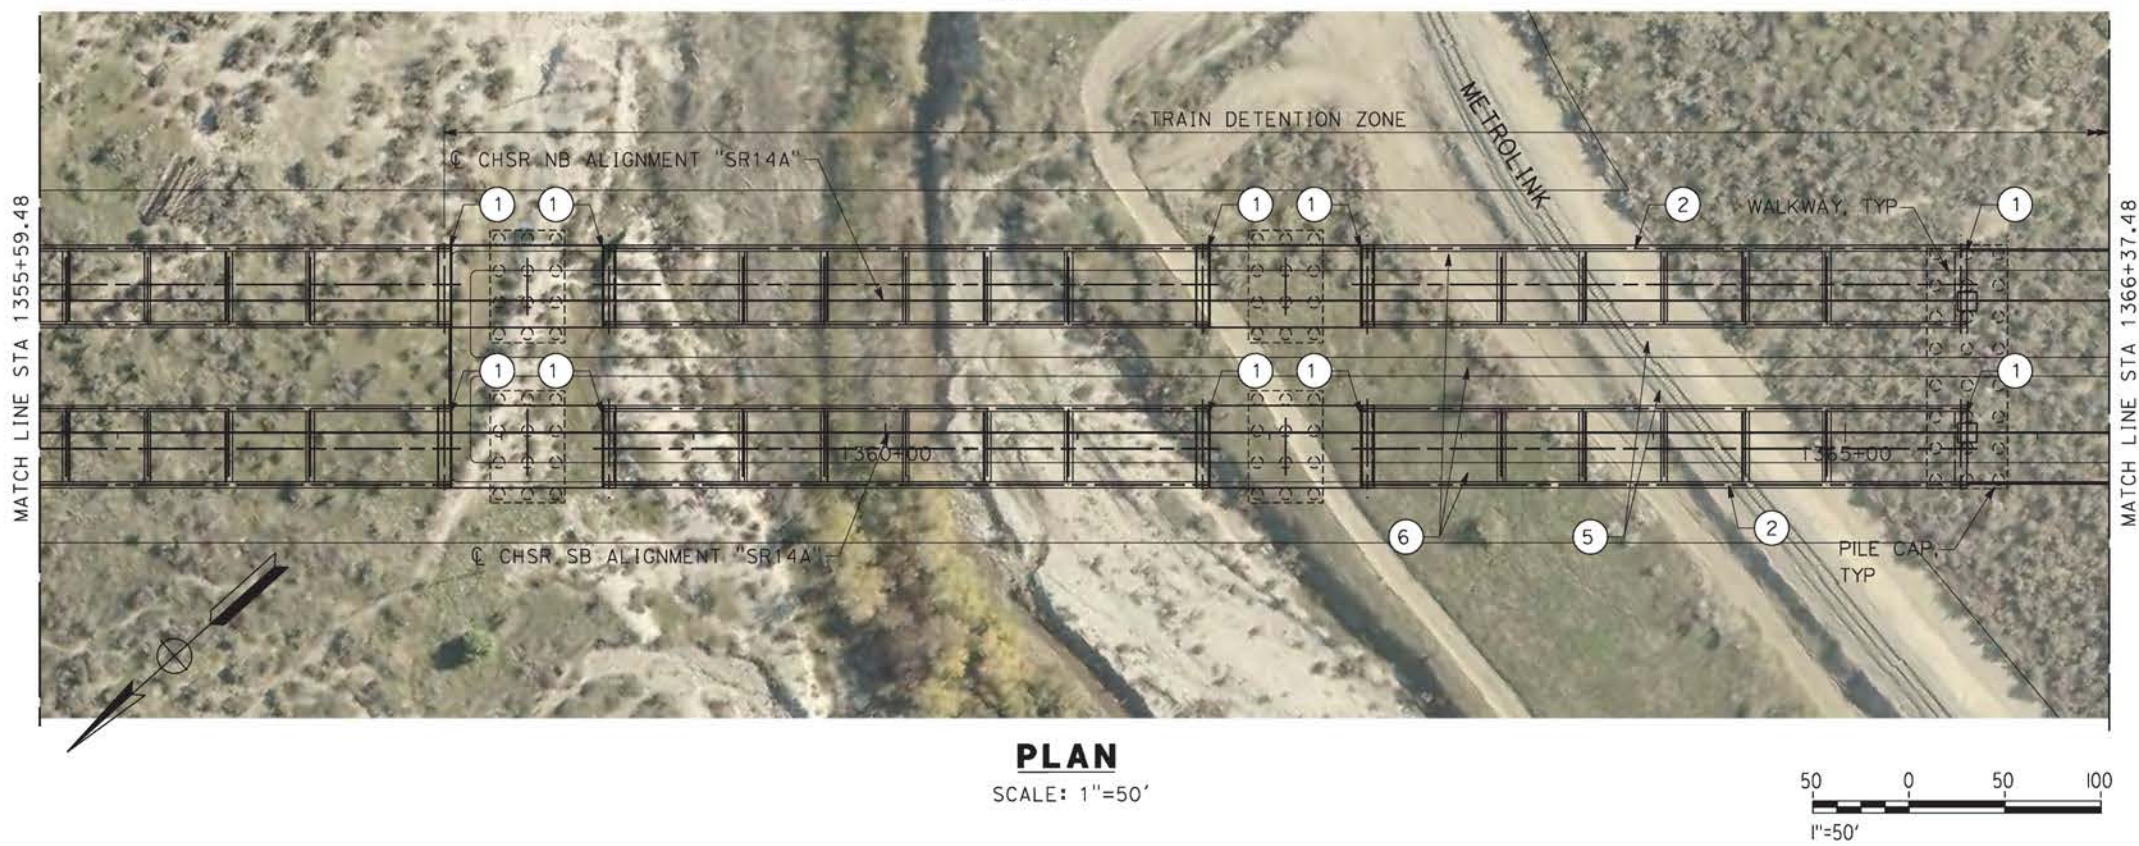 TRAIN DETENTION ZONE
METROLINK
℄ CHSR NB ALIGNMENT "SR14A"
1 1 1 1 2 WALKWAY, TYP 1
MATCH LINE STA 1355+59.48
MATCH LINE STA 1366+37.48
1 1 1 1 1
1360+00 1365+00
6 5 2
℄ CHSR SB ALIGNMENT "SR14A"
PILE CAP,
TYP
PLAN
SCALE: 1"=50'
50 0 50 100
1"=50'